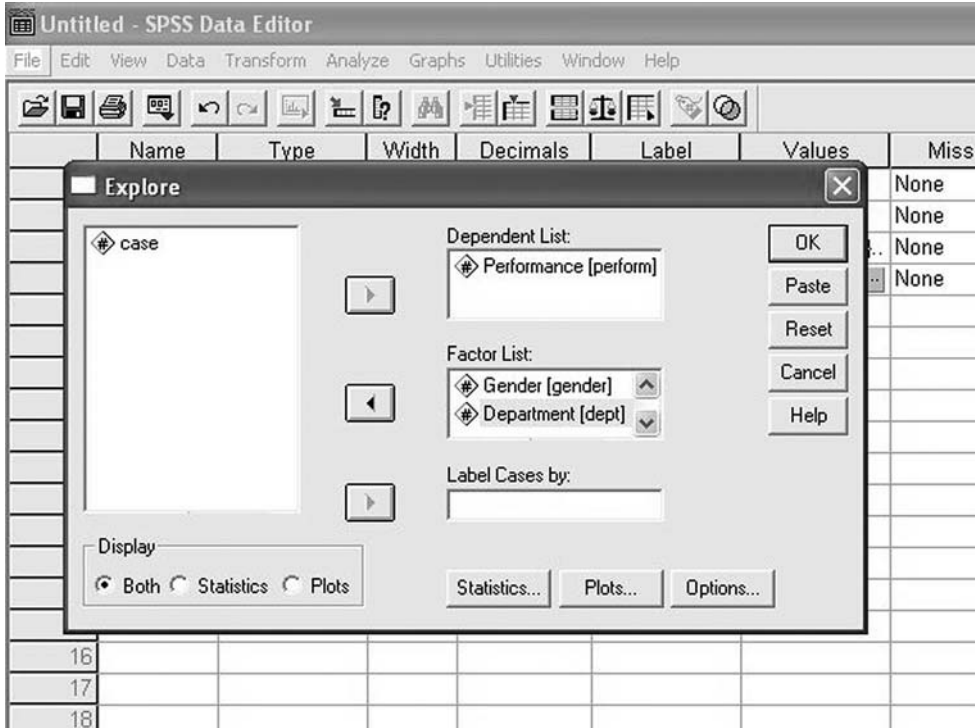 Untitled - SPSS Data Editor
File Edit View Data Transform Analyze Graphs Utilities Window Help
Name Type Width Decimals Label Values Miss
Explore
None
None
None
None
case
Dependent List:
Performance [perform]
OK
Paste
Reset
Factor List:
Gender [gender]
Department [dept]
Cancel
Help
Label Cases by:
Display
Both Statistics Plots
Statistics... Plots... Options...
16
17
18